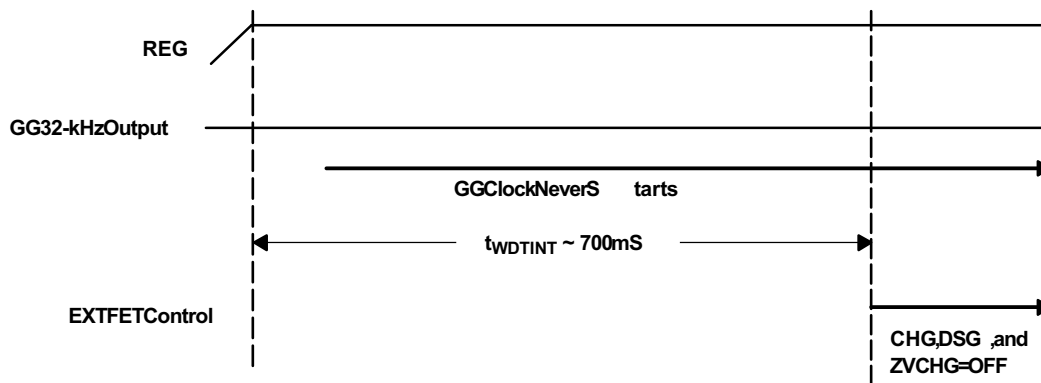 REG
GG32-kHzOutput
GGClockNeverS tarts
tWDTINT ~ 700mS
EXTFETControl
CHG,DSG ,and
ZVCHG=OFF